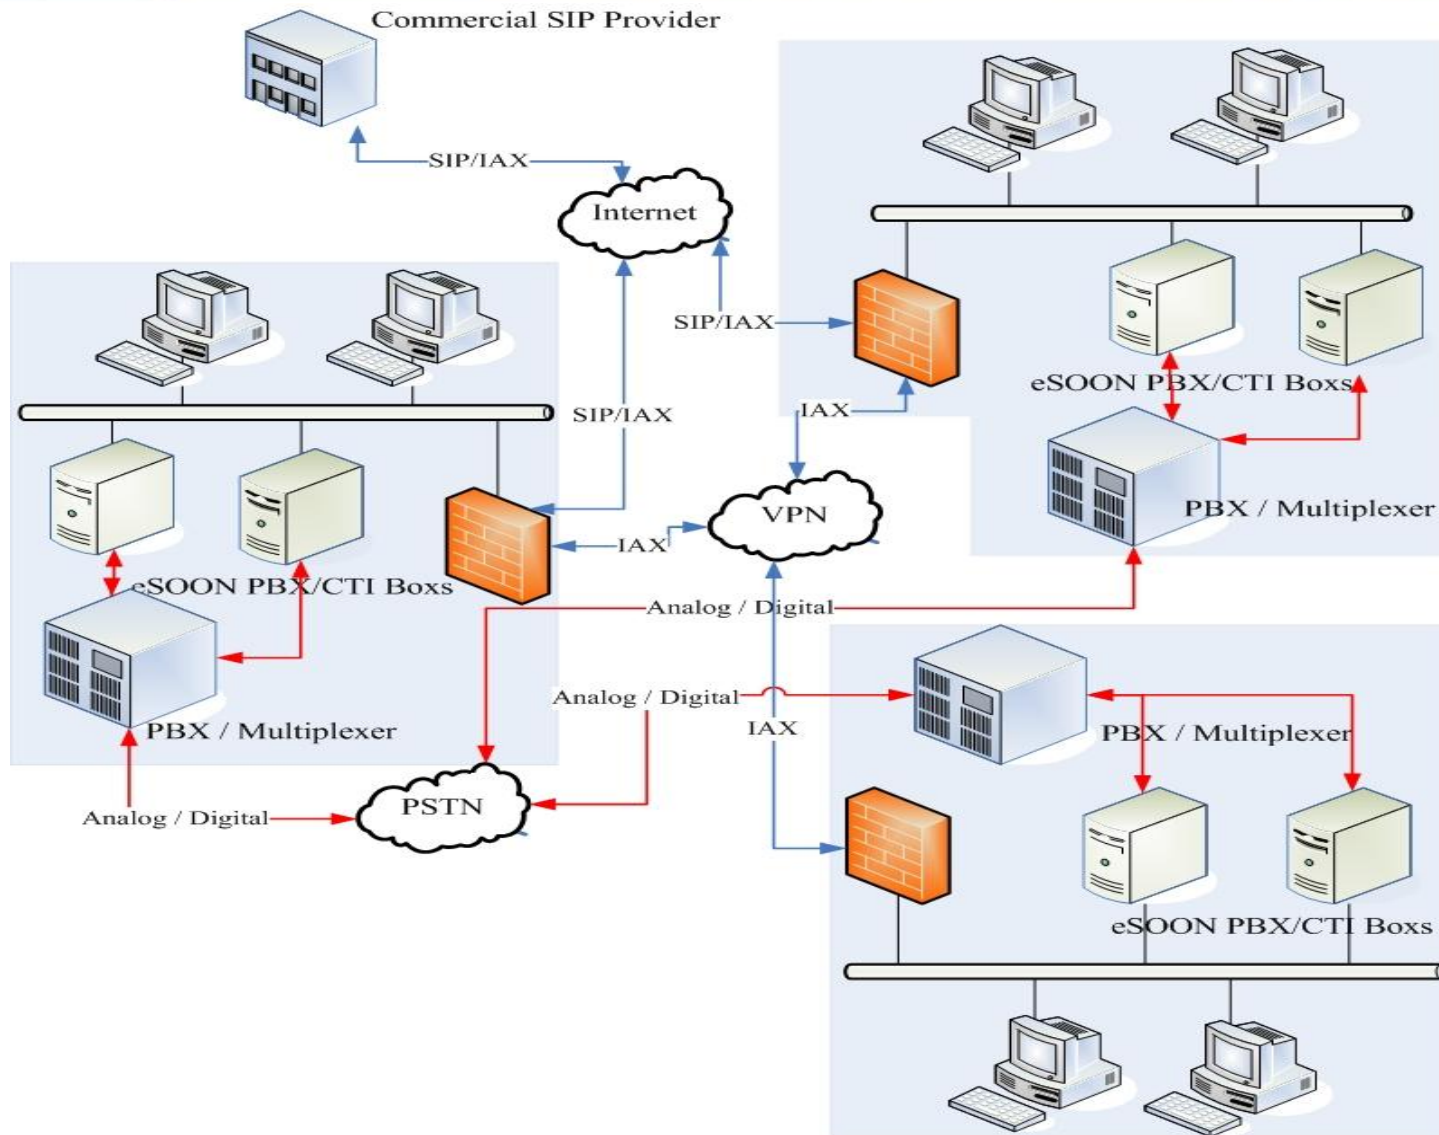 Commercial SIP Provider
SIP/IAX
Internet
SIP/IAX
SIP/IAX
eSOON PBX/CTI Boxs
IAX
PBX / Multiplexer
VPN
IAX
eSOON PBX/CTI Boxs
Analog / Digital
Analog / Digital
IAX
PBX / Multiplexer
PBX / Multiplexer
PSTN
Analog / Digital
eSOON PBX/CTI Boxs